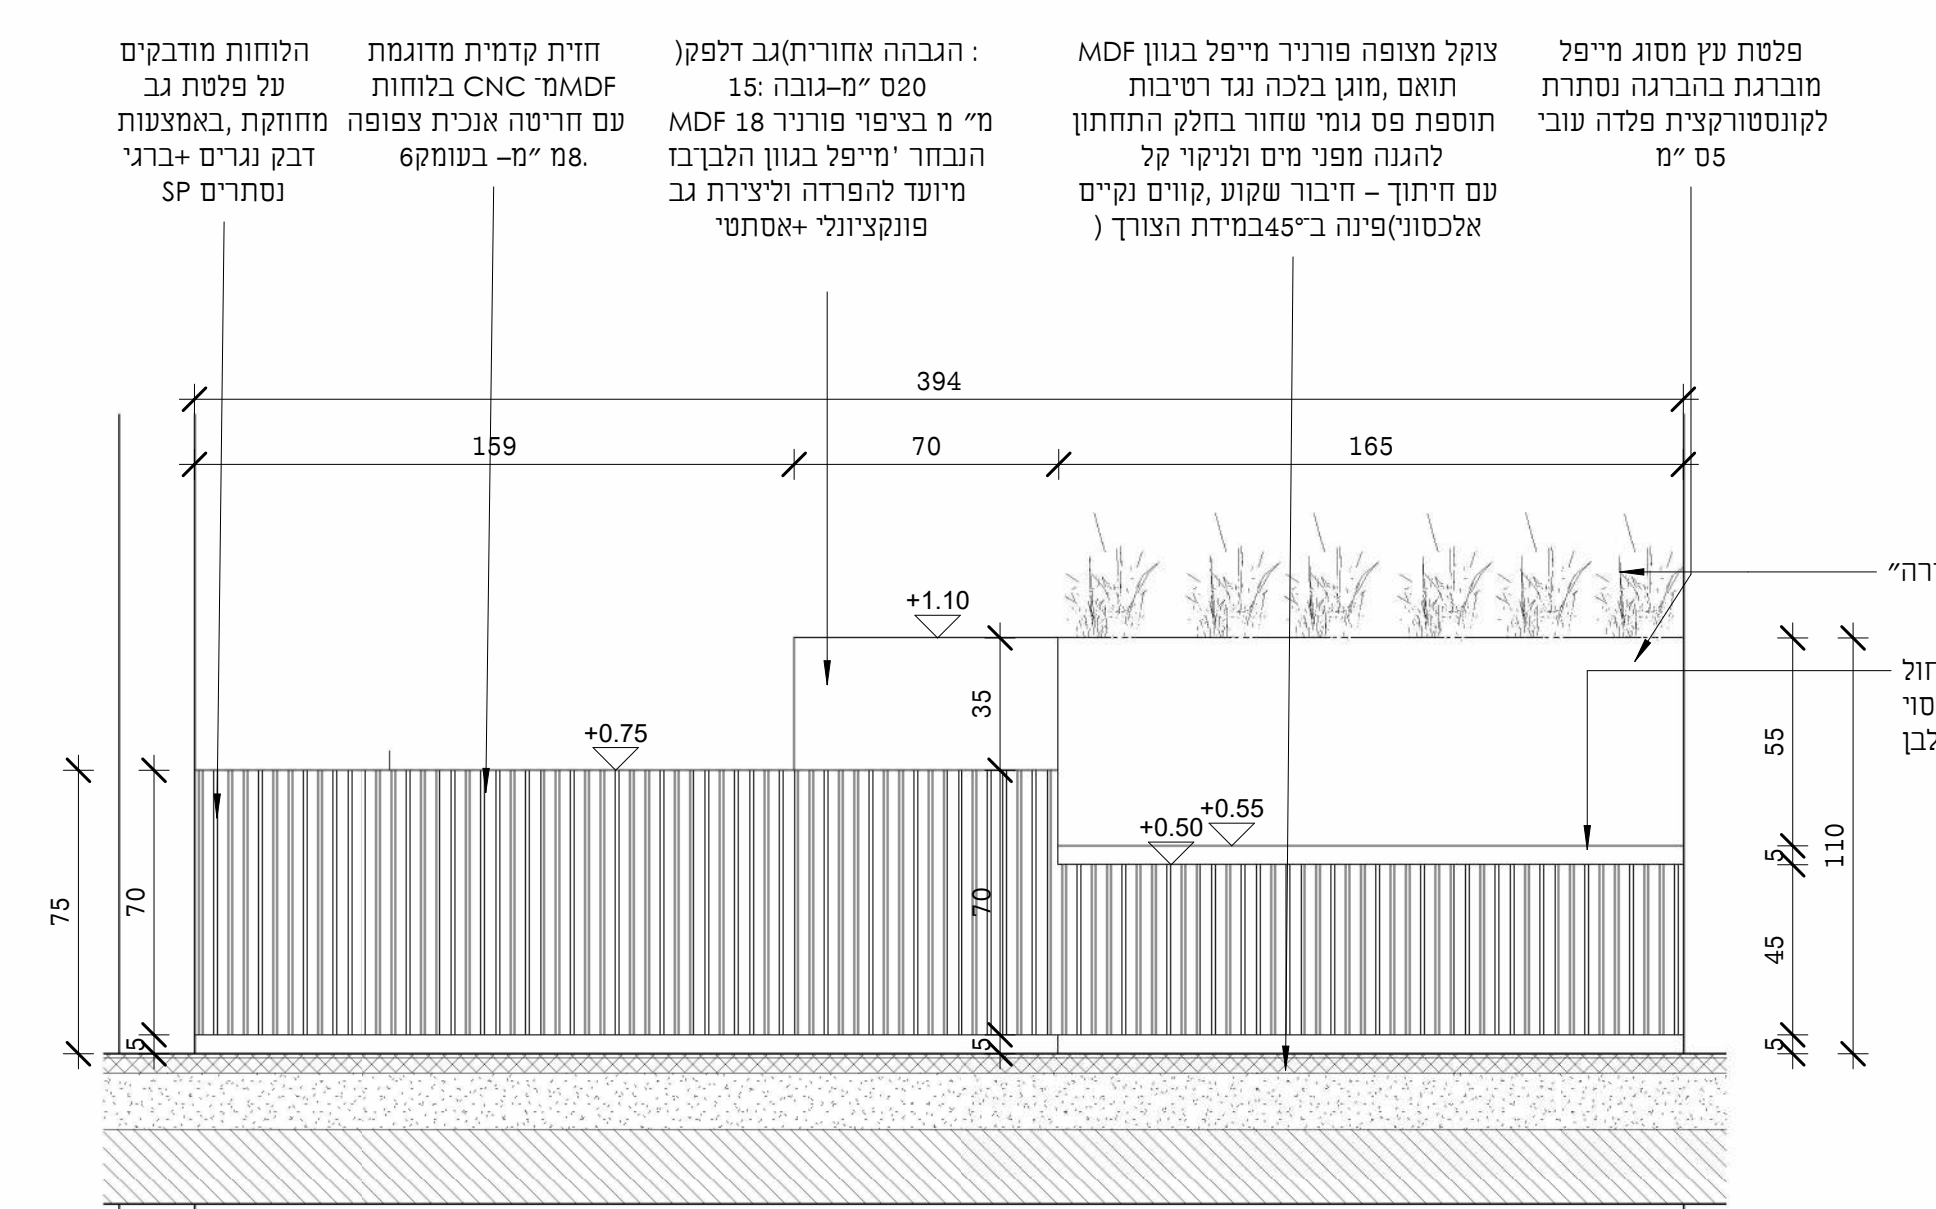 פלטת עץ מסוג מייפל
מוברגת בהברגה נסתרת
לקונסטורקצית פלדה עובי
5ס ״מ
צוקל מצופה פורניר מייפל בגוון MDF
תואם ,מוגן בלכה נגד רטיבות
תוספת פס גומי שחור בחלק התחתון
להגנה מפני מים ולניקוי קל
עם חיתוך – חיבור שקוע ,קווים נקיים
אלכסוני(פינה ב־45°במידת הצורך )
: הגבהה אחורית(גב דלפק)
20ס ״מ–גובה :15
מ״ מ בציפוי פורניר 18 MDF
הנבחר 'מייפל בגוון הלבן־בז
מיועד להפרדה וליצירת גב
פונקציונלי +אסתטי
חזית קדמית מדוגמת
MDFמ־ CNC בלוחות
עם חריטה אנכית צפופה
.8מ ״מ– בעומק6
הלוחות מודבקים
על פלטת גב
מחוזקת ,באמצעות
דבק נגרים +ברגי
נסתרים SP
394
159
70
165
+1.10
+0.75
+0.55
+0.50
35
70
5
75
70
5
55
5
45
5
110
חול
סוי
לבן